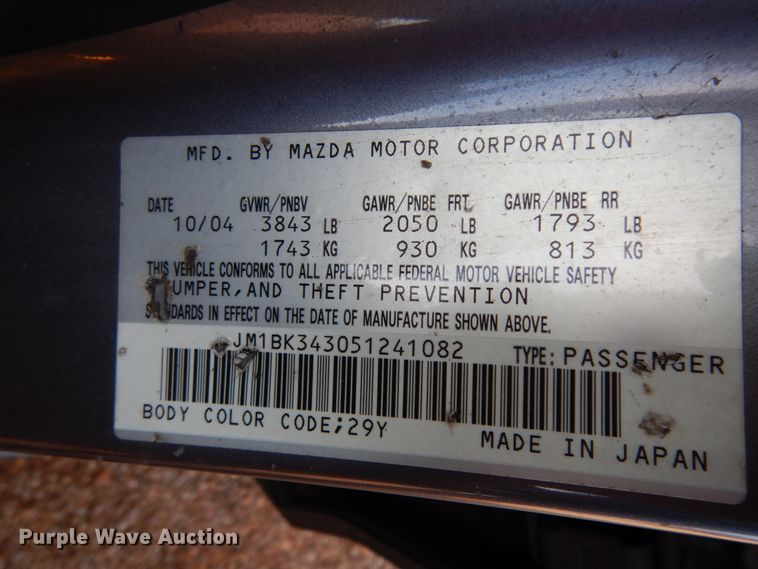 MFD. BY MAZDA MOTOR CORPORATION
DATE GVWR/PNBV GAWR/PNBE FRT GAWR/PNBE RR
10/04 3843 LB 2050 LB 1793 LB
1743 KG 930 KG 813 KG
THIS VEHICLE CONFORMS TO ALL APPLICABLE FEDERAL MOTOR VEHICLE SAFETY
BUMPER,AND THEFT PREVENTION
STANDARDS IN EFFECT ON THE DATE OF MANUFACTURE SHOWN ABOVE.
JM1BK343051241082 TYPE: PASSENGER
BODY COLOR CODE;29Y
MADE IN JAPAN
Purple Wave Auction